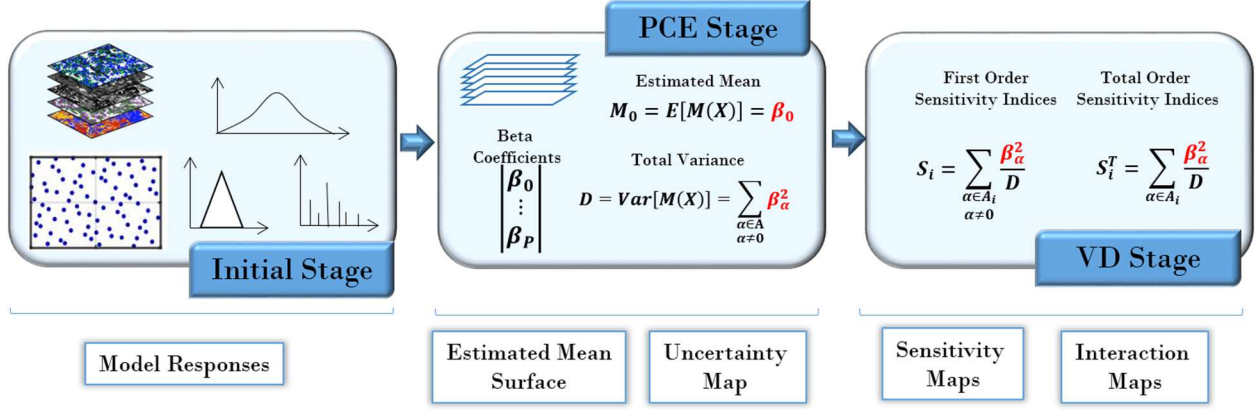 Initial Stage
Model Responses
PCE Stage
Estimated Mean
M₀ = E[M(X)] = β₀
Beta
Coefficients
β₀
⋮
β_P
Total Variance
D = Var[M(X)] = ∑ β²_α
α∈A
α≠0
Estimated Mean
Surface
Uncertainty
Map
First Order
Sensitivity Indices
S_i = ∑ β²_α / D
α∈A_i
α≠0
Total Order
Sensitivity Indices
S_i^T = ∑ β²_α / D
α∈A_i
VD Stage
Sensitivity
Maps
Interaction
Maps